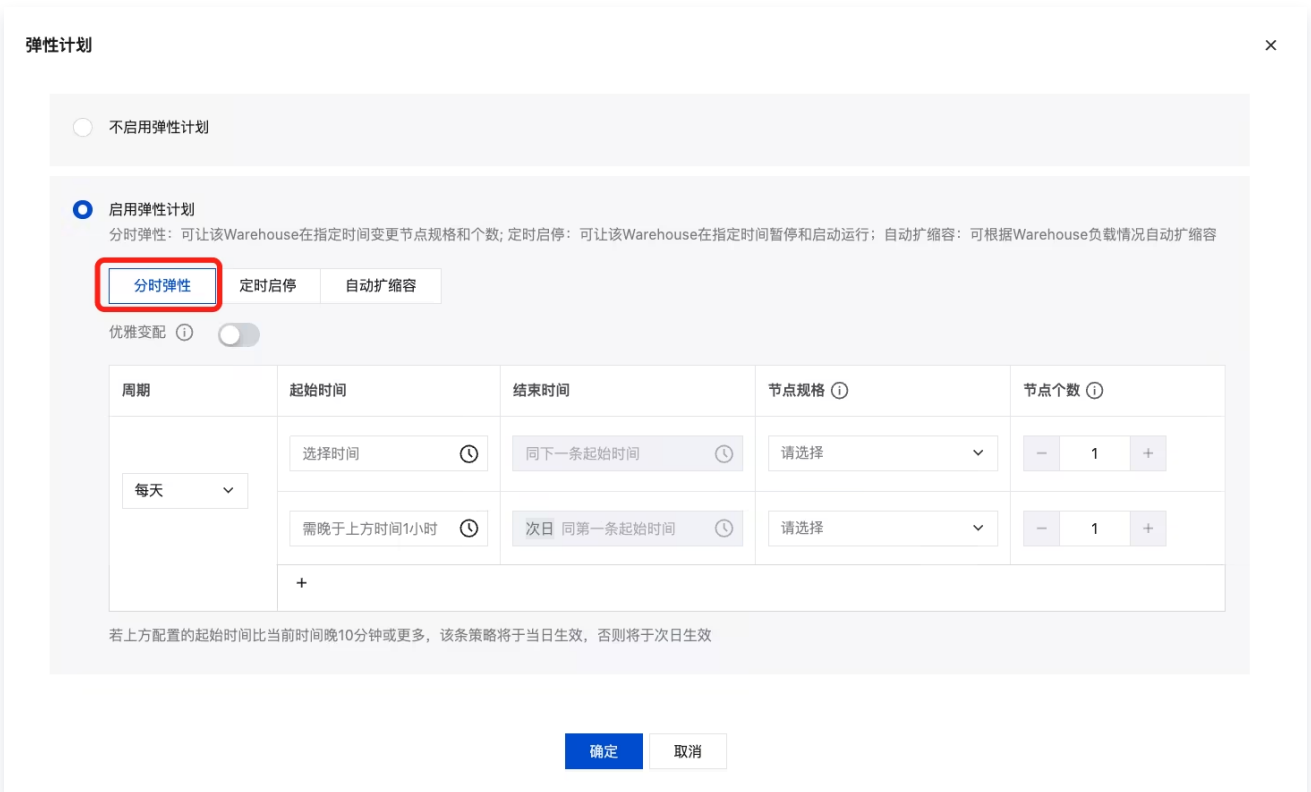 弹性计划
不启用弹性计划
启用弹性计划
分时弹性：可让该Warehouse在指定时间变更节点规格和个数; 定时启停：可让该Warehouse在指定时间暂停和启动运行；自动扩缩容：可根据Warehouse负载情况自动扩缩容
分时弹性 定时启停 自动扩缩容
优雅变配
周期 起始时间 结束时间 节点规格 节点个数
选择时间 同下一条起始时间 请选择 − 1 +
每天
需晚于上方时间1小时 次日 同第一条起始时间 请选择 − 1 +
+
若上方配置的起始时间比当前时间晚10分钟或更多，该条策略将于当日生效，否则将于次日生效
确定 取消